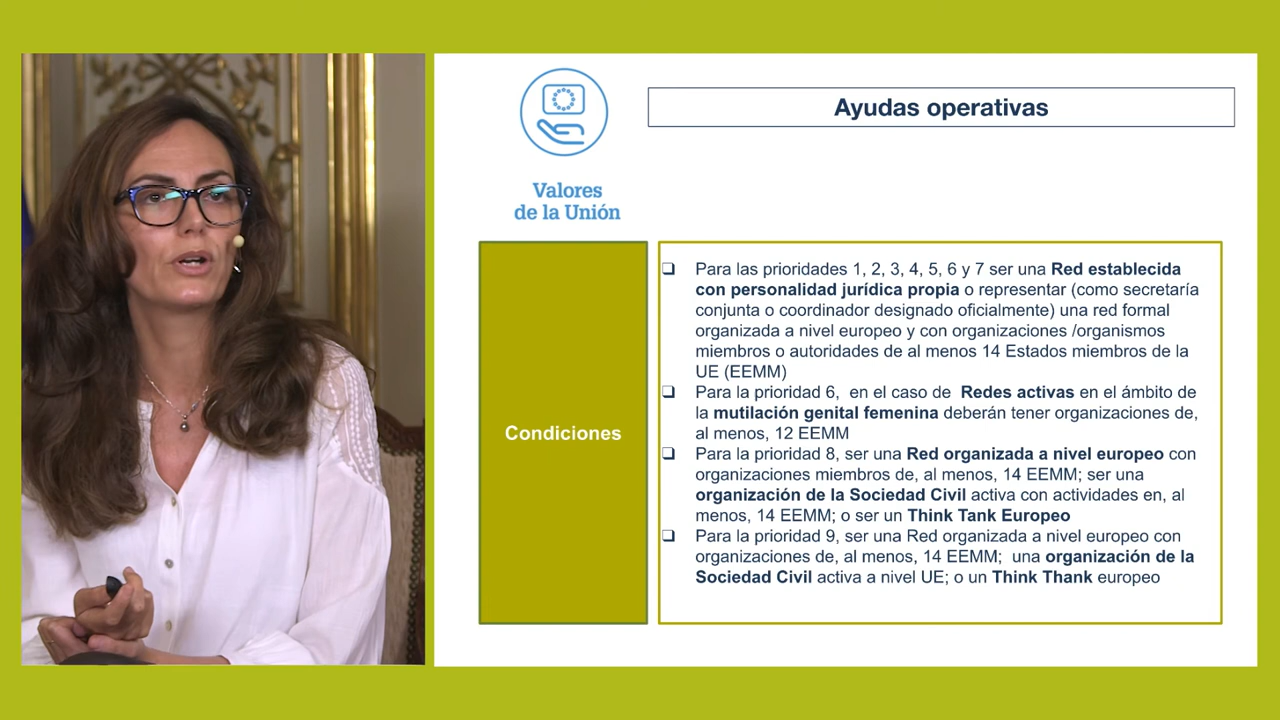 Ayudas operativas
Valores
de la Unión
Condiciones
❑ Para las prioridades 1, 2, 3, 4, 5, 6 y 7 ser una Red establecida
con personalidad jurídica propia o representar (como secretaría
conjunta o coordinador designado oficialmente) una red formal
organizada a nivel europeo y con organizaciones /organismos
miembros o autoridades de al menos 14 Estados miembros de la
UE (EEMM)
❑ Para la prioridad 6, en el caso de Redes activas en el ámbito de
la mutilación genital femenina deberán tener organizaciones de,
al menos, 12 EEMM
❑ Para la prioridad 8, ser una Red organizada a nivel europeo con
organizaciones miembros de, al menos, 14 EEMM; ser una
organización de la Sociedad Civil activa con actividades en, al
menos, 14 EEMM; o ser un Think Tank Europeo
❑ Para la prioridad 9, ser una Red organizada a nivel europeo con
organizaciones de, al menos, 14 EEMM; una organización de la
Sociedad Civil activa a nivel UE; o un Think Thank europeo